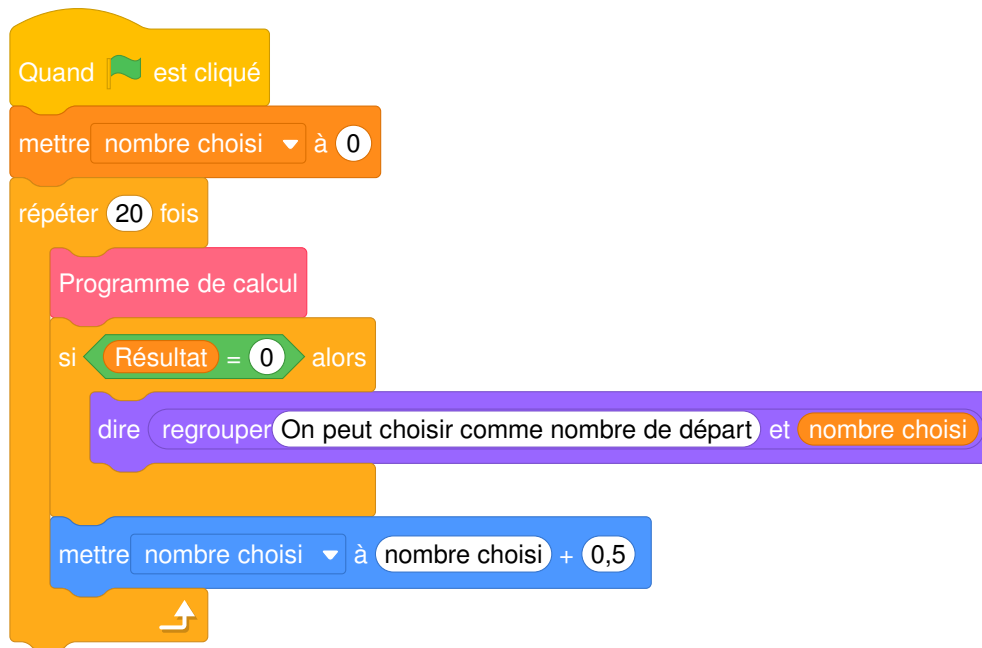 Quand est cliqué
mettre nombre choisi à 0
répéter 20 fois
Programme de calcul
si Résultat = 0 alors
dire regrouper On peut choisir comme nombre de départ et nombre choisi
mettre nombre choisi à nombre choisi + 0,5